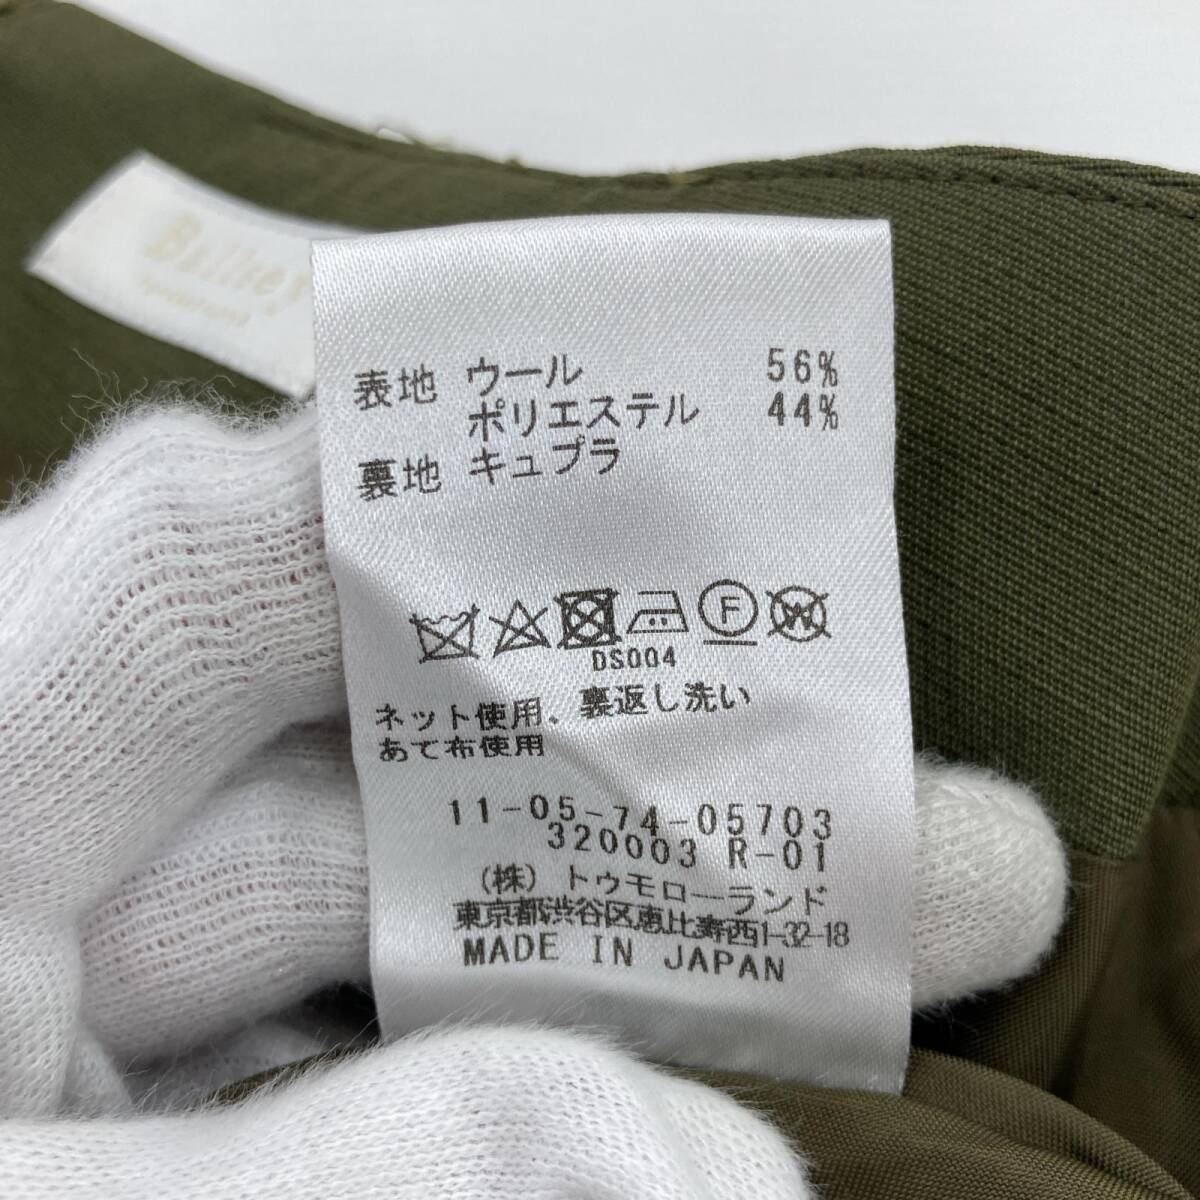 Ballsey
表地 ウール 56%
ポリエステル 44%
裏地 キュプラ
F W
DS004
ネット使用、裏返し洗い
あて布使用
11-05-74-05703
320003 R-01
(株) トゥモローランド
東京都渋谷区恵比寿西1-32-18
MADE IN JAPAN